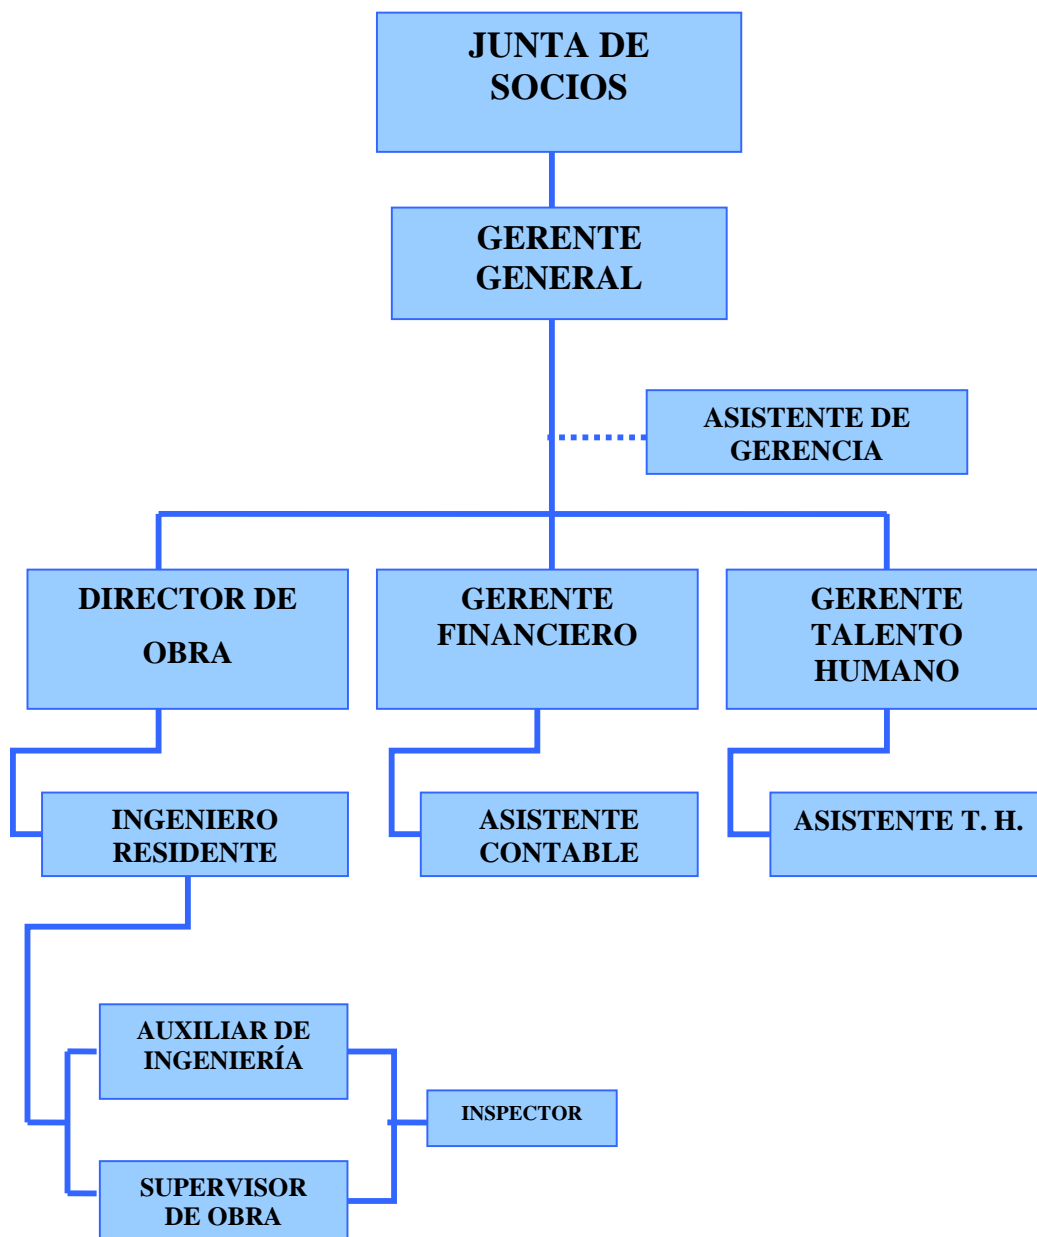 JUNTA DE
SOCIOS
GERENTE
GENERAL
ASISTENTE DE
GERENCIA
DIRECTOR DE
OBRA
GERENTE
FINANCIERO
GERENTE
TALENTO
HUMANO
INGENIERO
RESIDENTE
ASISTENTE
CONTABLE
ASISTENTE T. H.
AUXILIAR DE
INGENIERÍA
INSPECTOR
SUPERVISOR
DE OBRA